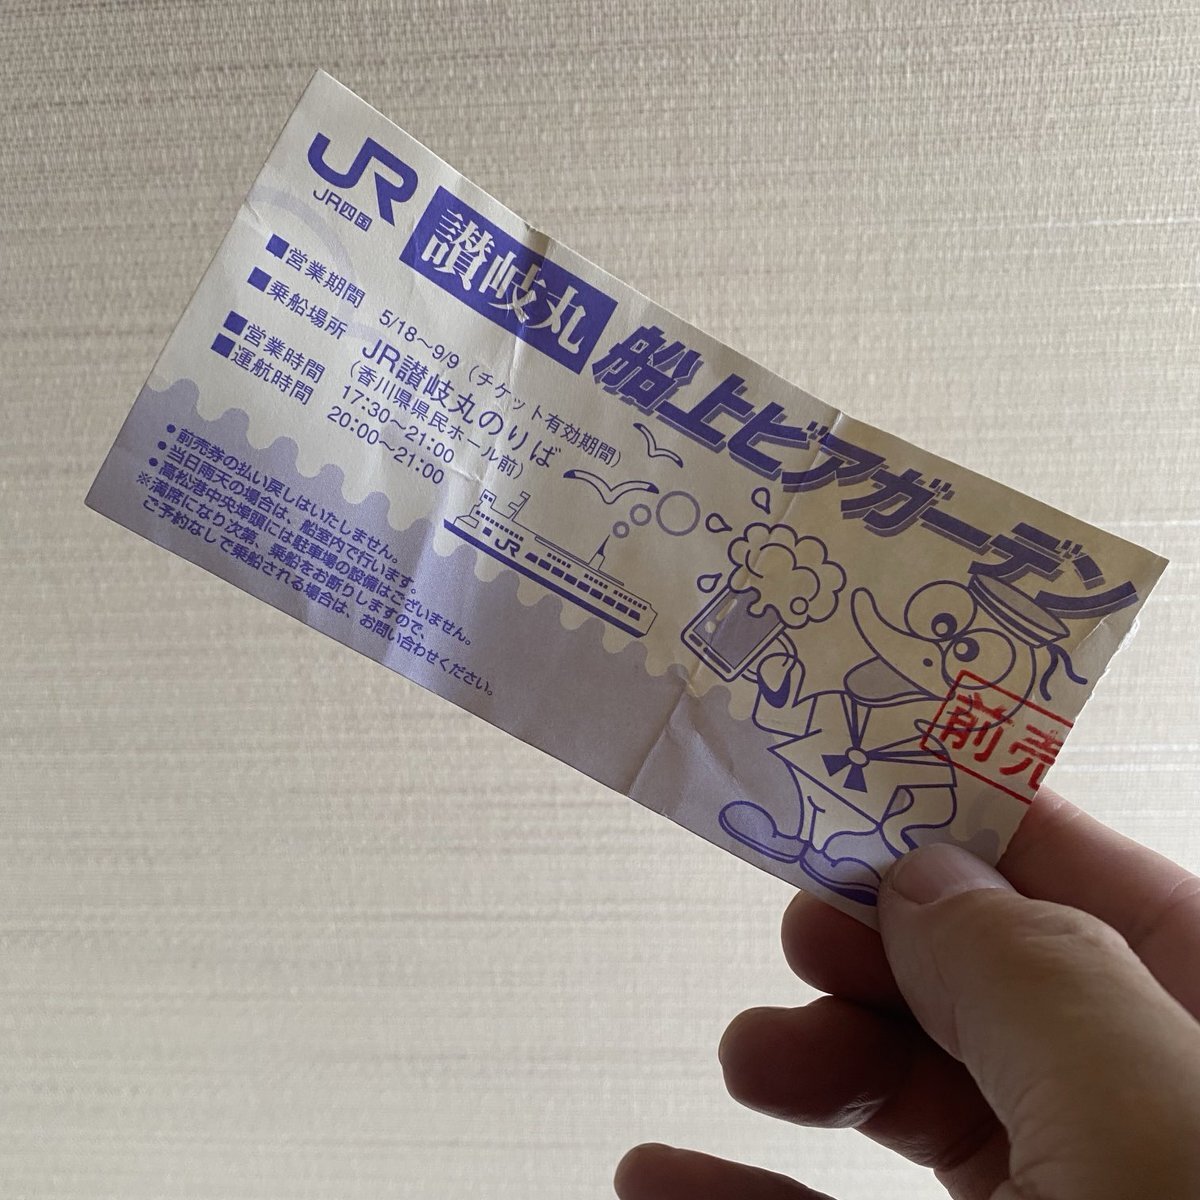 JR
JR四国
讃岐丸 船上ビアガーデン
■営業期間 5/18～9/9(チケット有効期間)
■乗船場所 JR讃岐丸のりば
(香川県県民ホール前)
■営業時間 17:30～21:00
■運航時間 20:00～21:00
●前売券の払い戻しはいたしません。
●当日雨天の場合は、船室内で行います。
●高松港中央埠頭には駐車場の設備はございません。
※満席になり次第、乗船をお断りしますので、
ご予約なしで乗船される場合は、お問い合わせください。
JR
前売